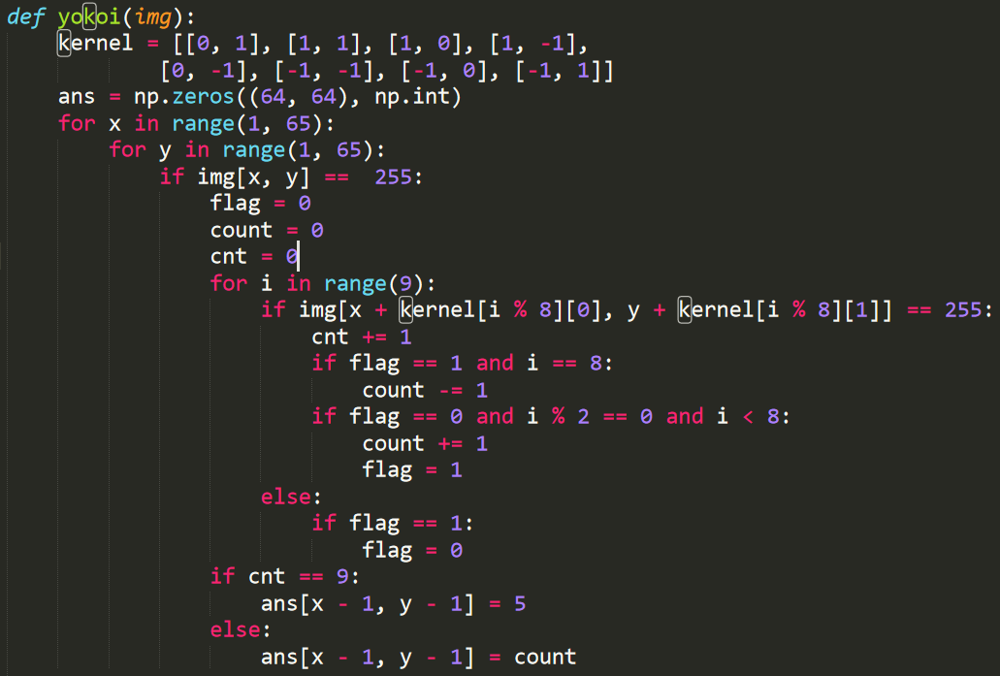 def yokoi(img):
    kernel = [[0, 1], [1, 1], [1, 0], [1, -1],
            [0, -1], [-1, -1], [-1, 0], [-1, 1]]
    ans = np.zeros((64, 64), np.int)
    for x in range(1, 65):
        for y in range(1, 65):
            if img[x, y] ==  255:
                flag = 0
                count = 0
                cnt = 0
                for i in range(9):
                    if img[x + kernel[i % 8][0], y + kernel[i % 8][1]] == 255:
                        cnt += 1
                        if flag == 1 and i == 8:
                            count -= 1
                        if flag == 0 and i % 2 == 0 and i < 8:
                            count += 1
                            flag = 1
                    else:
                        if flag == 1:
                            flag = 0
                if cnt == 9:
                    ans[x - 1, y - 1] = 5
                else:
                    ans[x - 1, y - 1] = count